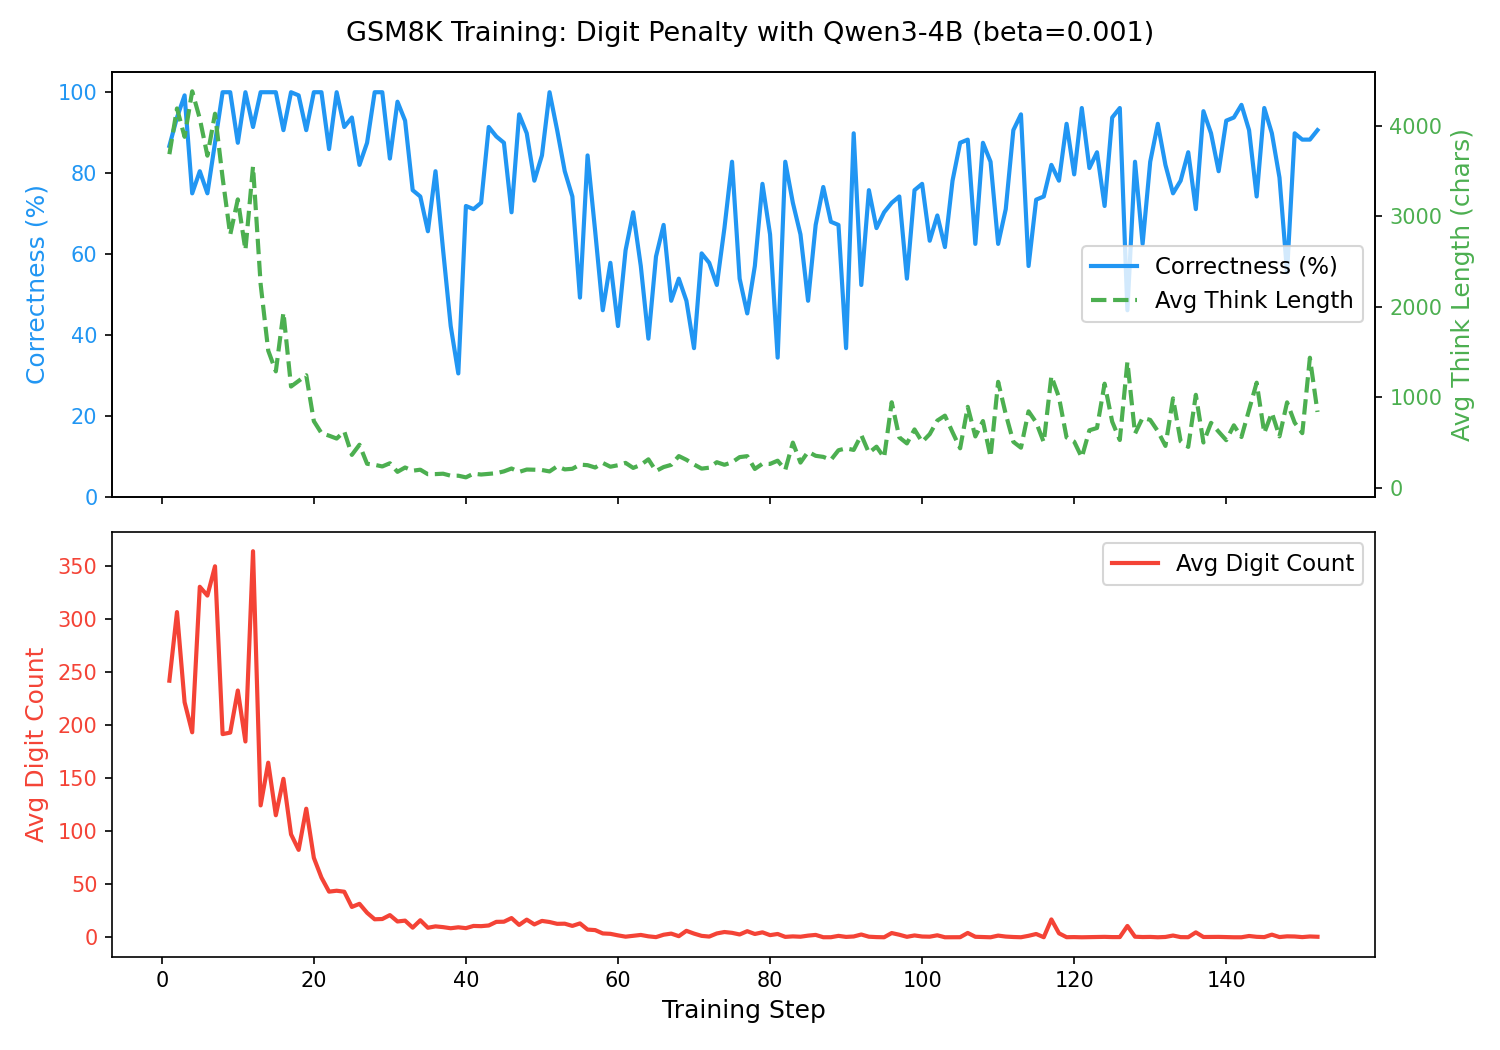 GSM8K Training: Digit Penalty with Qwen3-4B (beta=0.001)
Correctness (%)
100
80
60
40
20
0
Avg Think Length (chars)
4000
3000
2000
1000
0
Correctness (%)
Avg Think Length
Avg Digit Count
350
300
250
200
150
100
50
0
Avg Digit Count
0 20 40 60 80 100 120 140
Training Step